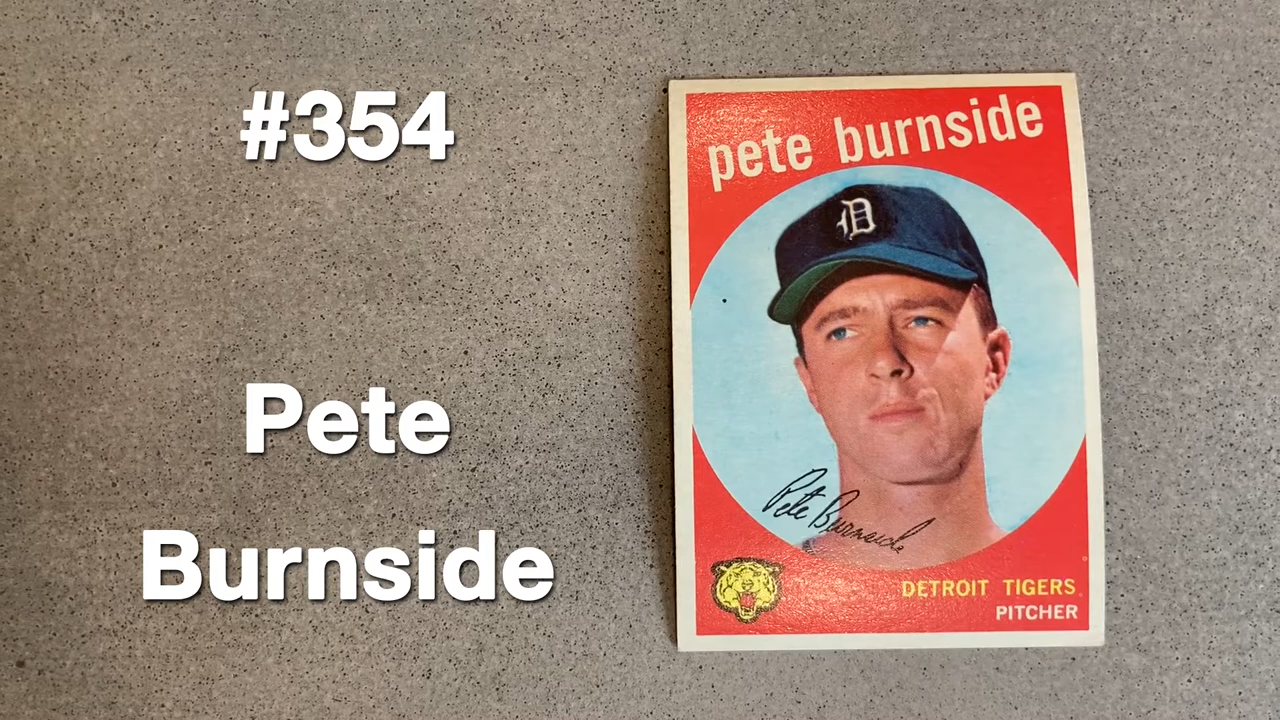 #354
Pete
Burnside
pete burnside
D
Pete Burnside
DETROIT TIGERS
PITCHER